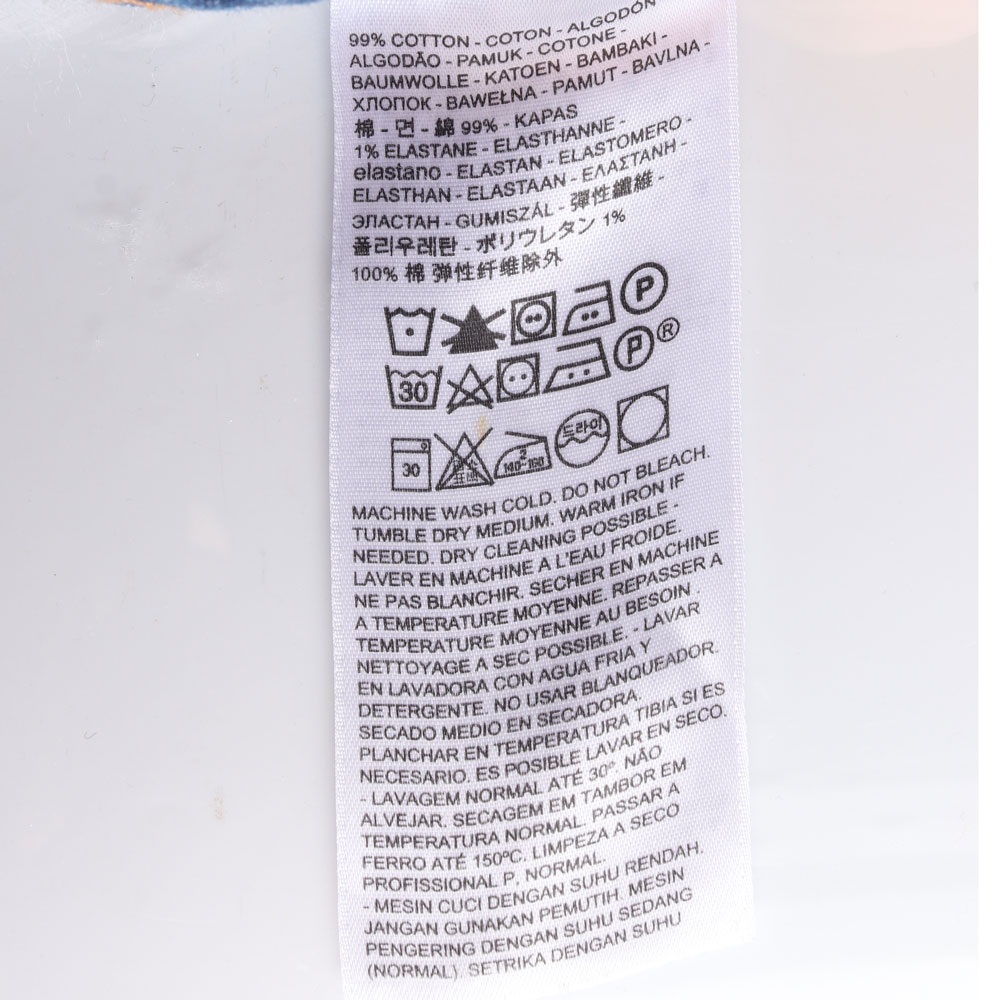 99% COTTON - COTON - ALGODÓN
ALGODÃO - PAMUK - COTONE -
BAUMWOLLE - KATOEN - BAMBAKI -
ХЛОПОК - BAWEŁNA - PAMUT - BAVLNA -
棉 - 면 - 綿 99% - KAPAS
1% ELASTANE - ELASTHANNE -
elastano - ELASTAN - ELASTOMERO -
ELASTHAN - ELASTAAN - ΕΛΑΣΤΑΝΗ -
ЭЛАСТАН - GUMISZÁL - 彈性纖維 -
폴리우레탄 - ポリウレタン 1%
100% 棉 弹性纤维除外
P
30 P ®
30 2 140~160 드라이
MACHINE WASH COLD. DO NOT BLEACH.
TUMBLE DRY MEDIUM. WARM IRON IF
NEEDED. DRY CLEANING POSSIBLE -
LAVER EN MACHINE A L'EAU FROIDE.
NE PAS BLANCHIR. SECHER EN MACHINE
A TEMPERATURE MOYENNE. REPASSER A
TEMPERATURE MOYENNE AU BESOIN
NETTOYAGE A SEC POSSIBLE. - LAVAR
EN LAVADORA CON AGUA FRIA Y
DETERGENTE. NO USAR BLANQUEADOR.
SECADO MEDIO EN SECADORA.
PLANCHAR EN TEMPERATURA TIBIA SI ES
NECESARIO. ES POSIBLE LAVAR EN SECO.
- LAVAGEM NORMAL ATÉ 30º. NÃO
ALVEJAR. SECAGEM EM TAMBOR EM
TEMPERATURA NORMAL. PASSAR A
FERRO ATÉ 150ºC. LIMPEZA A SECO
PROFISSIONAL P, NORMAL.
- MESIN CUCI DENGAN SUHU RENDAH.
JANGAN GUNAKAN PEMUTIH. MESIN
PENGERING DENGAN SUHU SEDANG
(NORMAL). SETRIKA DENGAN SUHU